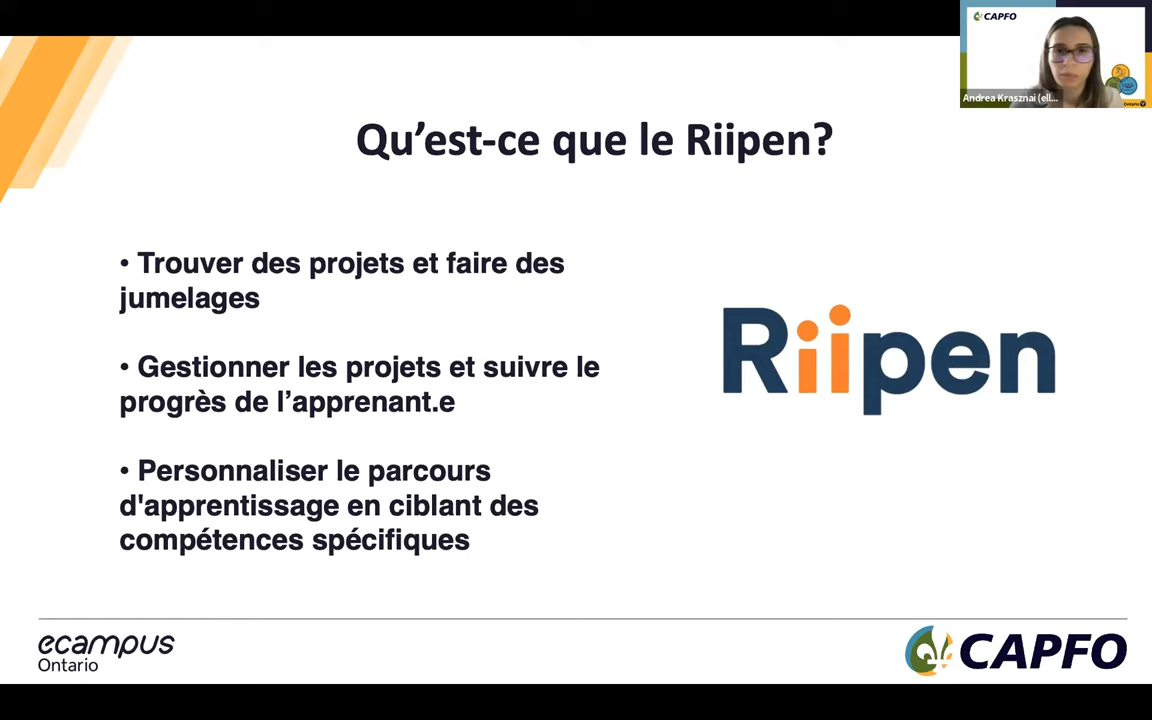 CAPFO
Andrea Krasznai (ell...
Ontario
Qu’est-ce que le Riipen?
• Trouver des projets et faire des
jumelages
• Gestionner les projets et suivre le
progrès de l’apprenant.e
• Personnaliser le parcours
d'apprentissage en ciblant des
compétences spécifiques
Riipen
ecampus
Ontario
CAPFO